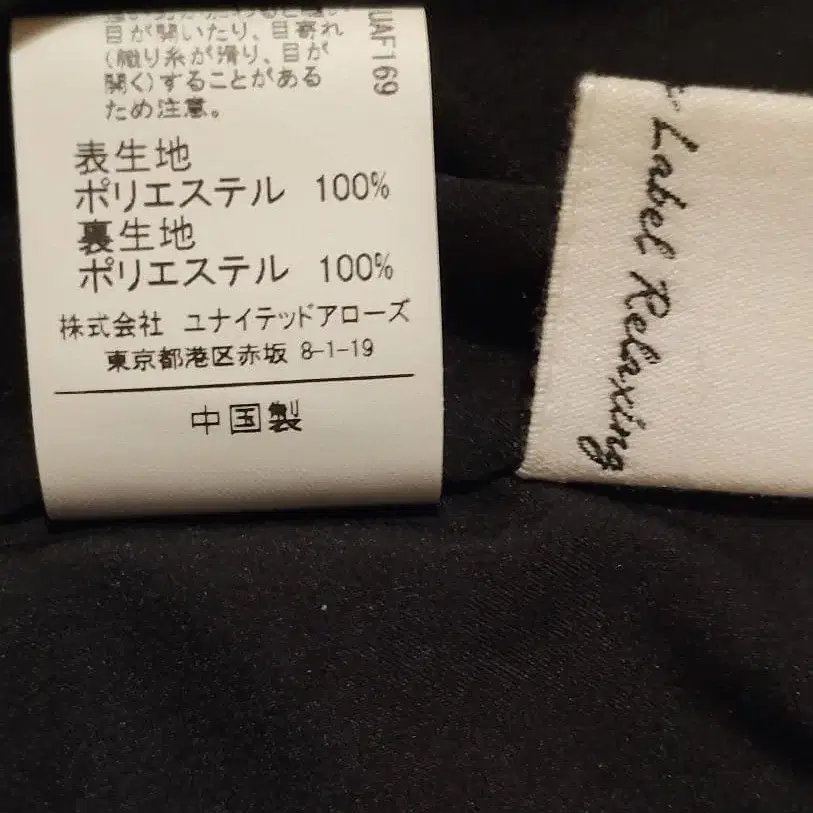 目が開いたり、目寄れ
(織り糸が滑り、目が
開く)することがある
ため注意。
UAF169
表生地
ポリエステル 100%
裏生地
ポリエステル 100%
株式会社 ユナイテッドアローズ
東京都港区赤坂 8-1-19
中国製
Label Relaxing